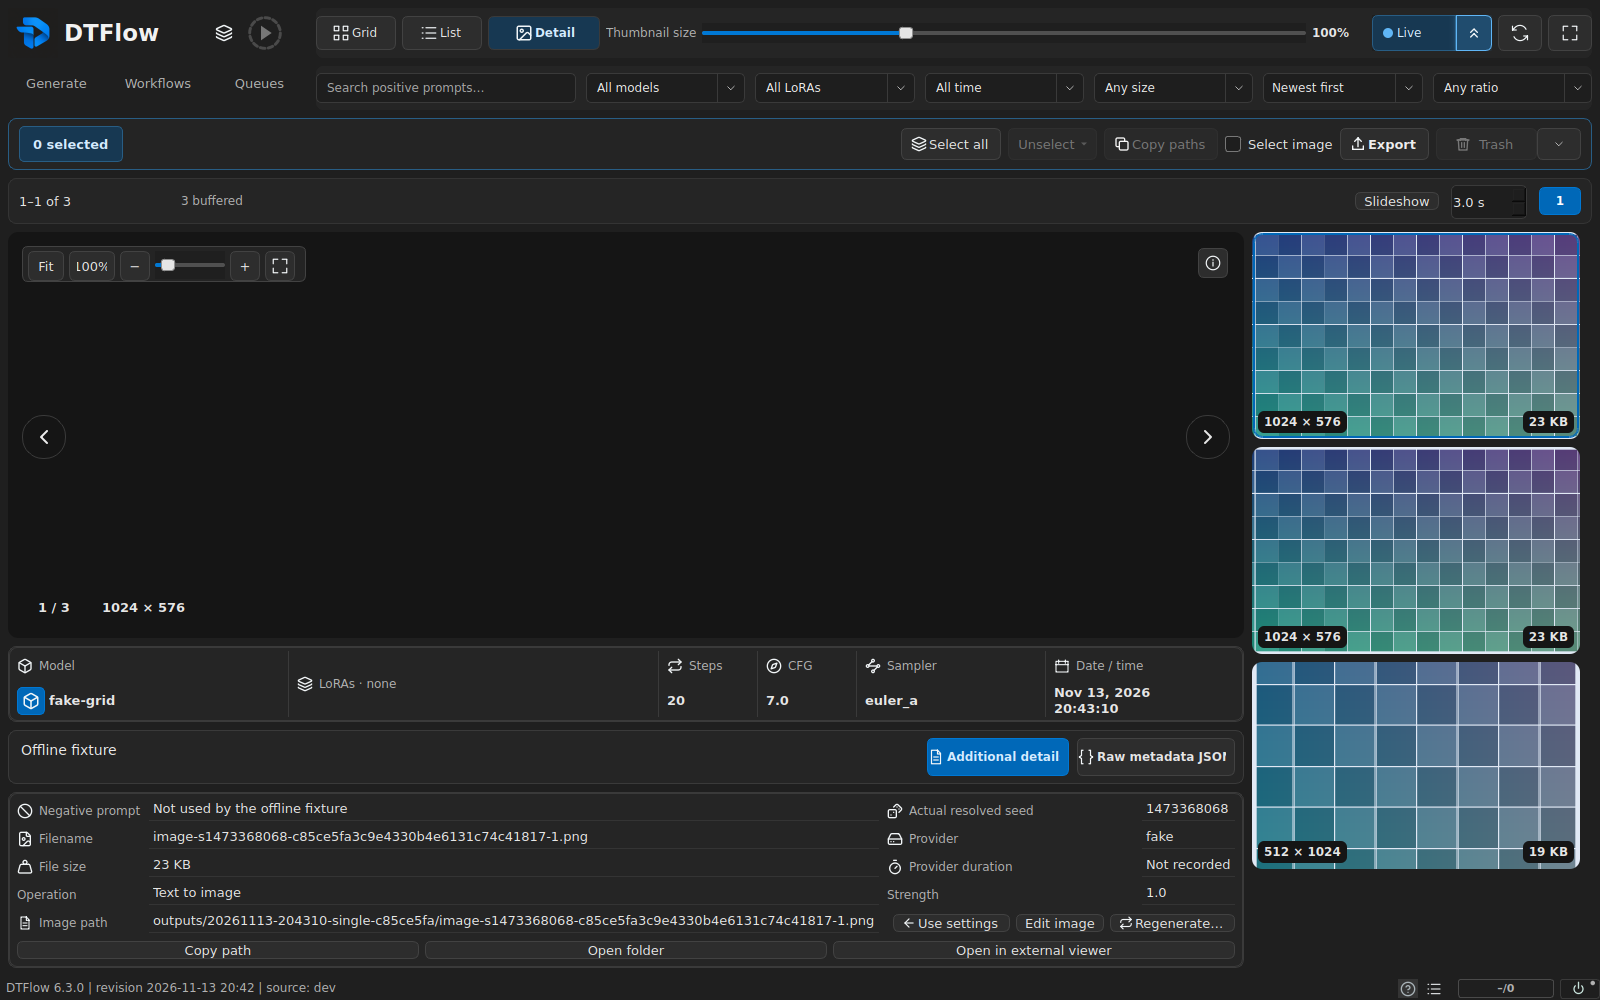 DTFlow
Grid
List
Detail
Thumbnail size
100%
Live
Generate
Workflows
Queues
Search positive prompts...
All models
All LoRAs
All time
Any size
Newest first
Any ratio
0 selected
Select all
Unselect
Copy paths
Select image
Export
Trash
1–1 of 3
3 buffered
Slideshow
3.0 s
1
Fit
100%
−
+
1 / 3
1024 × 576
1024 × 576
23 KB
1024 × 576
23 KB
512 × 1024
19 KB
Model
fake-grid
LoRAs · none
Steps
20
CFG
7.0
Sampler
euler_a
Date / time
Nov 13, 2026
20:43:10
Offline fixture
Additional detail
{ } Raw metadata JSON
Negative prompt
Not used by the offline fixture
Filename
image-s1473368068-c85ce5fa3c9e4330b4e6131c74c41817-1.png
File size
23 KB
Operation
Text to image
Image path
outputs/20261113-204310-single-c85ce5fa/image-s1473368068-c85ce5fa3c9e4330b4e6131c74c41817-1.png
Actual resolved seed
1473368068
Provider
fake
Provider duration
Not recorded
Strength
1.0
Use settings
Edit image
Regenerate...
Copy path
Open folder
Open in external viewer
DTFlow 6.3.0 | revision 2026-11-13 20:42 | source: dev
–/0